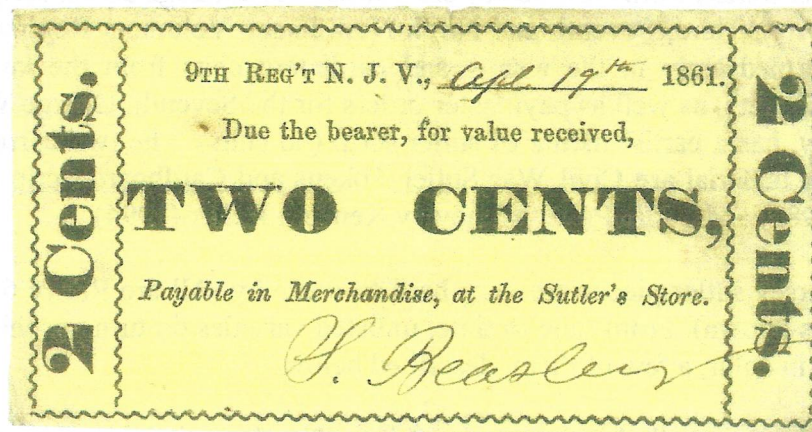 2 Cents.
9TH REG'T N. J. V., Apl. 19th 1861.
Due the bearer, for value received,
TWO CENTS,
Payable in Merchandise, at the Sutler's Store.
Beasley
2 Cents.